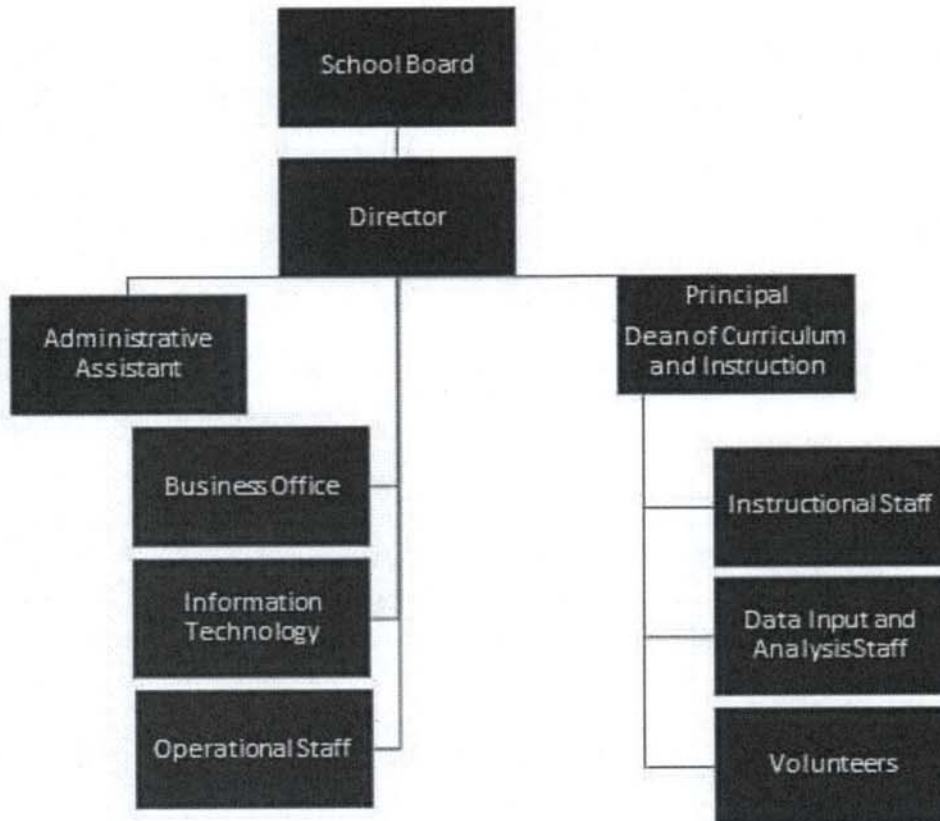 School Board
Director
Administrative
Assistant
Principal
Dean of Curriculum
and Instruction
Business Office
Information
Technology
Operational Staff
Instructional Staff
Data Input and
Analysis Staff
Volunteers